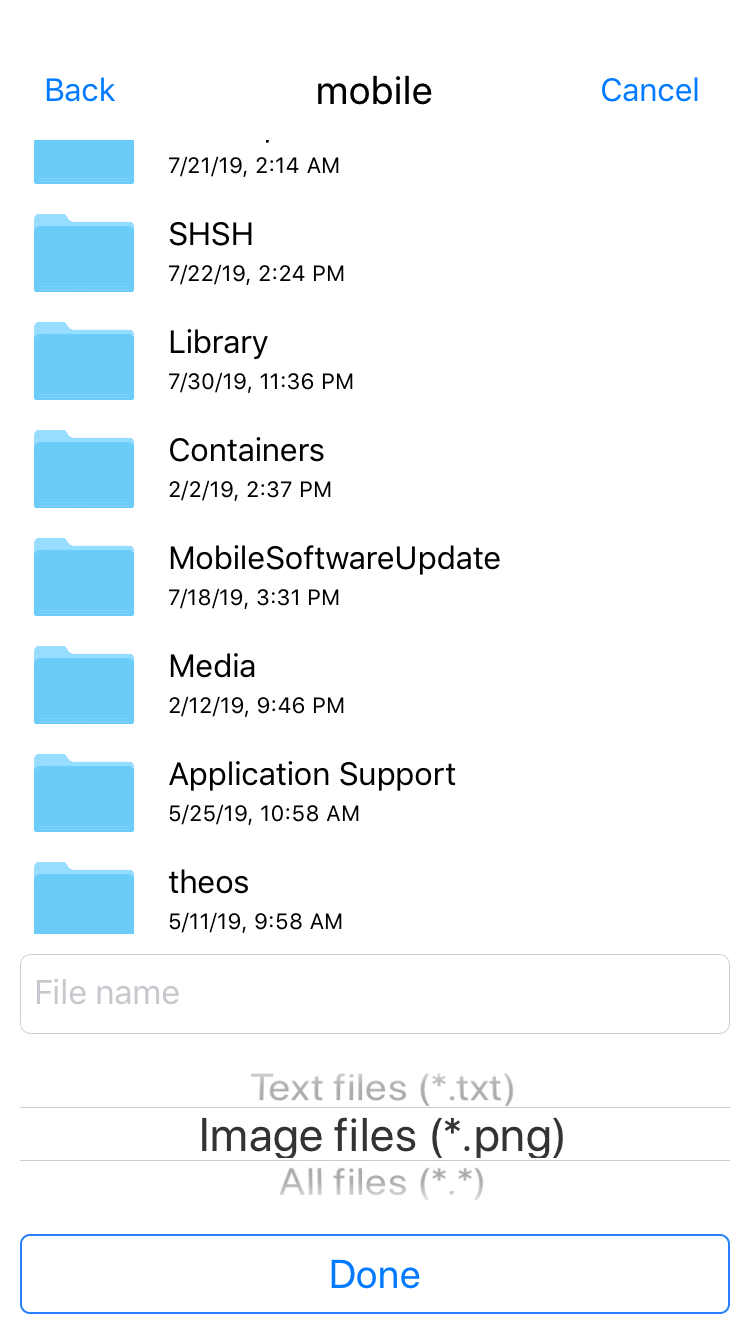 Back
mobile
Cancel
7/21/19, 2:14 AM
SHSH
7/22/19, 2:24 PM
Library
7/30/19, 11:36 PM
Containers
2/2/19, 2:37 PM
MobileSoftwareUpdate
7/18/19, 3:31 PM
Media
2/12/19, 9:46 PM
Application Support
5/25/19, 10:58 AM
theos
5/11/19, 9:58 AM
File name
Text files (*.txt)
Image files (*.png)
All files (*.*)
Done